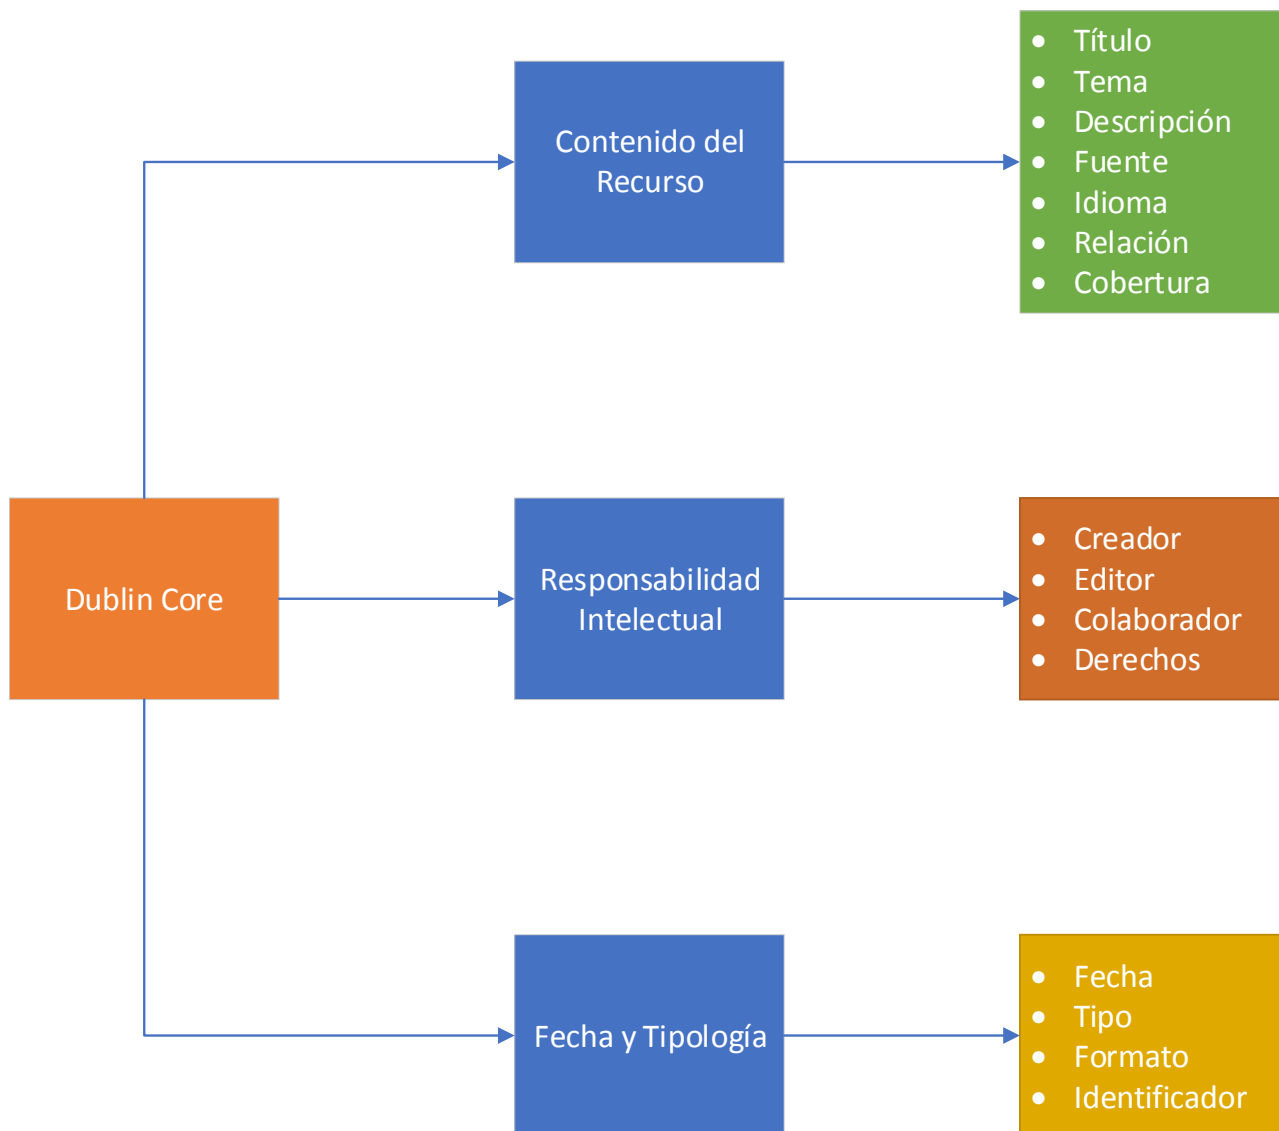 Contenido del
Recurso
• Título
• Tema
• Descripción
• Fuente
• Idioma
• Relación
• Cobertura
Dublin Core
Responsabilidad
Intelectual
• Creador
• Editor
• Colaborador
• Derechos
Fecha y Tipología
• Fecha
• Tipo
• Formato
• Identificador